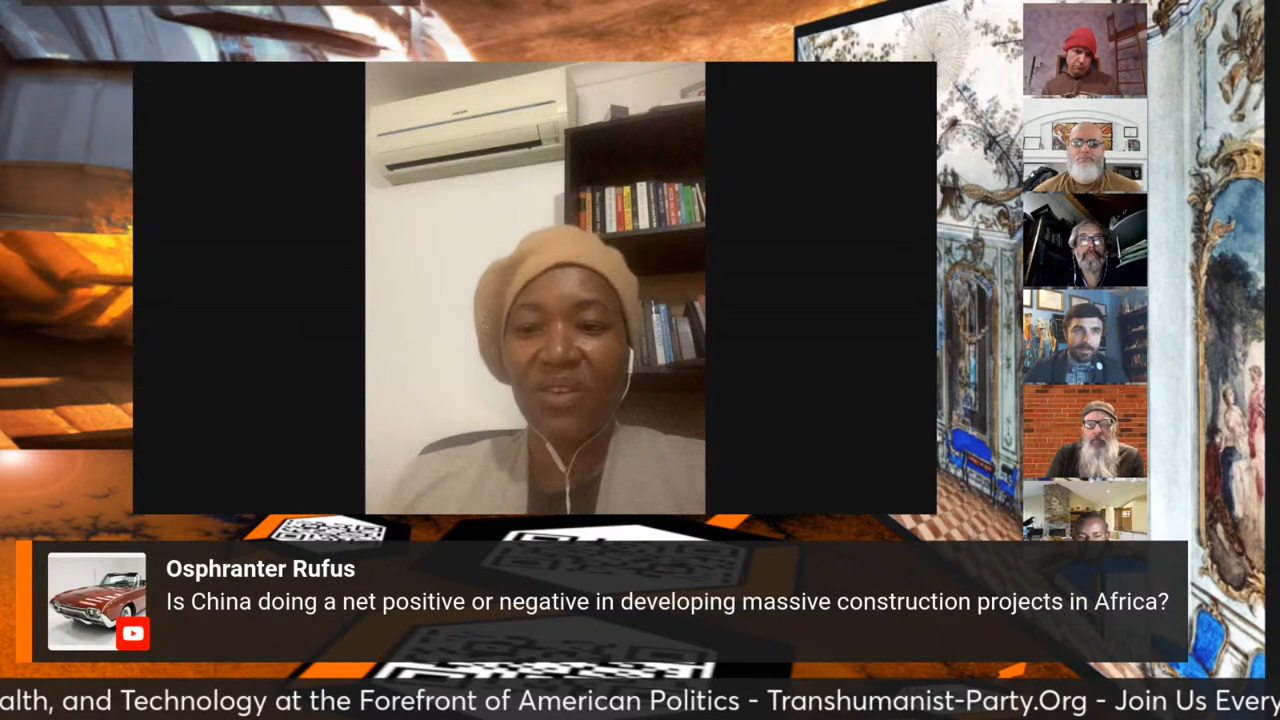 Osphranter Rufus
Is China doing a net positive or negative in developing massive construction projects in Africa?
alth, and Technology at the Forefront of American Politics - Transhumanist-Party.Org - Join Us Every